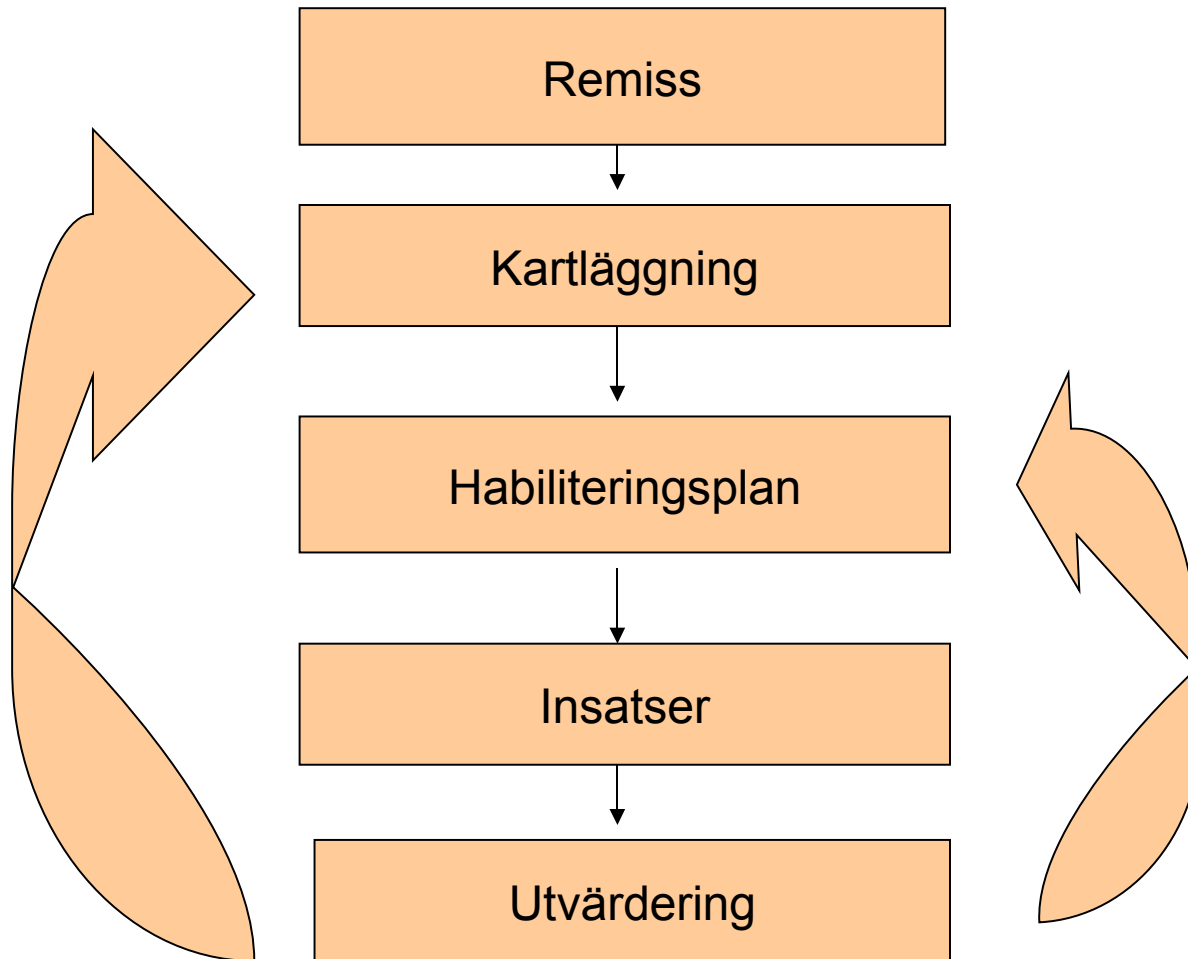 Remiss
Kartläggning
Habiliteringsplan
Insatser
Utvärdering